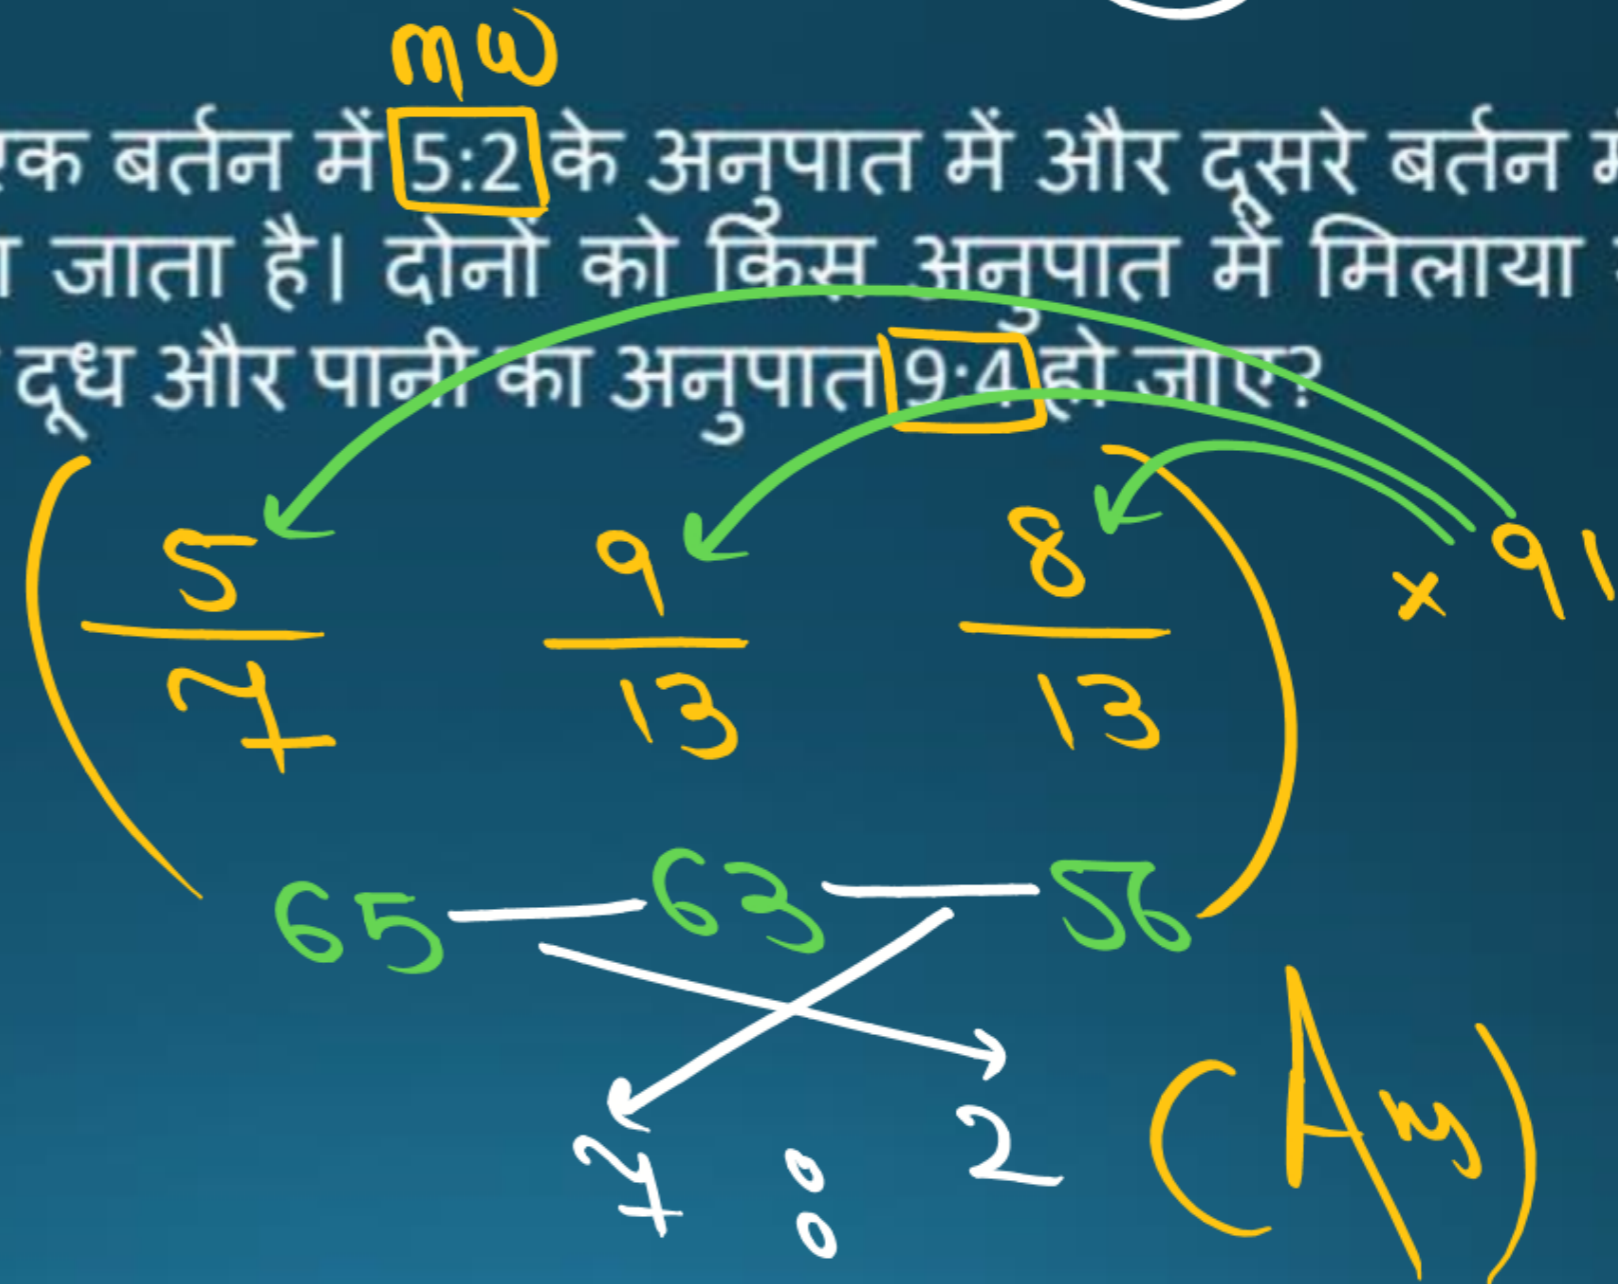 m w
एक बर्तन में 5:2 के अनुपात में और दूसरे बर्तन
जाता है। दोनों को किस अनुपात में मिलाया
दूध और पानी का अनुपात 9:4 हो जाए?
5/7 9/13 8/13 × 91
65 — 63 — 56
7 : 2 (Ans)